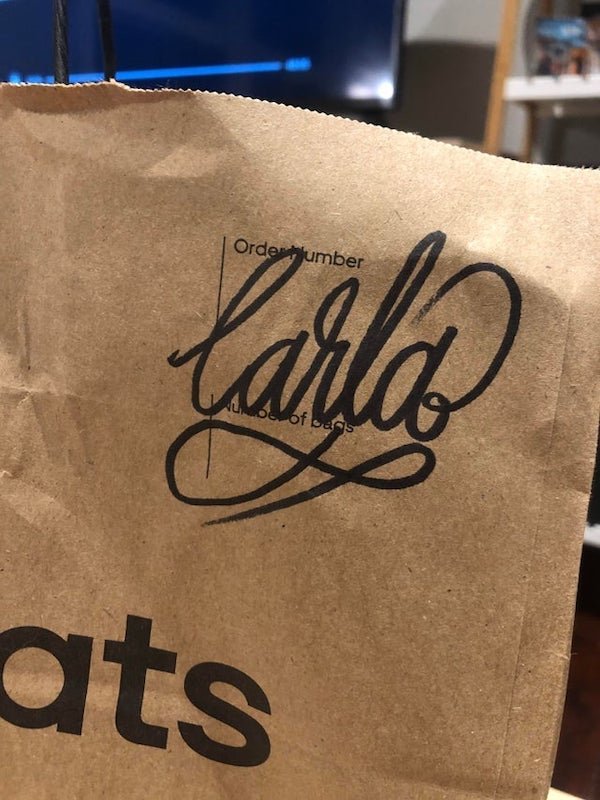 Order Number
Carla
Number of bags
ats